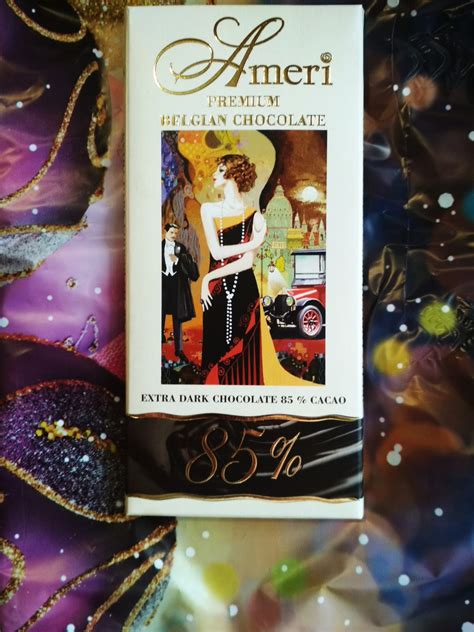 Ameri®
PREMIUM
BELGIAN CHOCOLATE
EXTRA DARK CHOCOLATE 85 % CACAO
85%